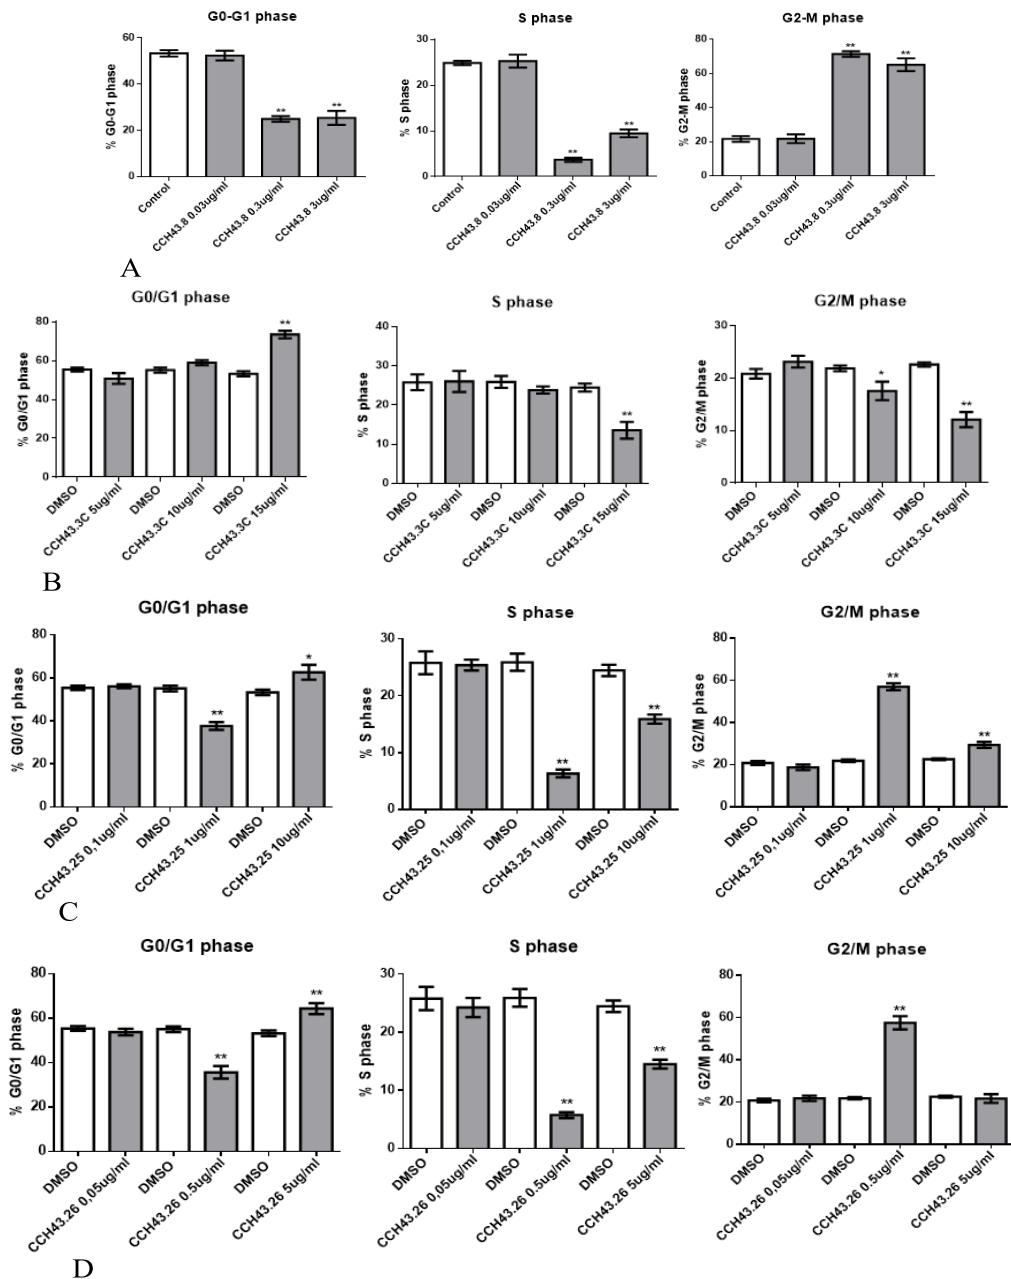 G0-G1 phase
% G0-G1 phase
60
40
20
0
**
**
Control
CCH43.8 0.03ug/ml
CCH43.8 0.3ug/ml
CCH43.8 3ug/ml
S phase
% S phase
30
20
10
0
**
**
Control
CCH43.8 0.03ug/ml
CCH43.8 0.3ug/ml
CCH43.8 3ug/ml
G2-M phase
% G2-M phase
80
60
40
20
0
**
**
Control
CCH43.8 0.03ug/ml
CCH43.8 0.3ug/ml
CCH43.8 3ug/ml
A
G0/G1 phase
% G0/G1 phase
80
60
40
20
0
**
DMSO
CCH43.3C 5ug/ml
DMSO
CCH43.3C 10ug/ml
DMSO
CCH43.3C 15ug/ml
S phase
% S phase
40
30
20
10
0
**
DMSO
CCH43.3C 5ug/ml
DMSO
CCH43.3C 10ug/ml
DMSO
CCH43.3C 15ug/ml
G2/M phase
% G2/M phase
30
20
10
0
*
**
DMSO
CCH43.3C 5ug/ml
DMSO
CCH43.3C 10ug/ml
DMSO
CCH43.3C 15ug/ml
B
G0/G1 phase
% G0/G1 phase
80
60
40
20
0
**
*
DMSO
CCH43.25 0,1ug/ml
DMSO
CCH43.25 1ug/ml
DMSO
CCH43.25 10ug/ml
S phase
% S phase
30
20
10
0
**
**
DMSO
CCH43.25 0,1ug/ml
DMSO
CCH43.25 1ug/ml
DMSO
CCH43.25 10ug/ml
G2/M phase
% G2/M phase
80
60
40
20
0
**
**
DMSO
CCH43.25 0,1ug/ml
DMSO
CCH43.25 1ug/ml
DMSO
CCH43.25 10ug/ml
C
G0/G1 phase
% G0/G1 phase
80
60
40
20
0
**
**
DMSO
CCH43.26 0,05ug/ml
DMSO
CCH43.26 0.5ug/ml
DMSO
CCH43.26 5ug/ml
S phase
% S phase
30
20
10
0
**
**
DMSO
CCH43.26 0,05ug/ml
DMSO
CCH43.26 0.5ug/ml
DMSO
CCH43.26 5ug/ml
G2/M phase
% G2/M phase
80
60
40
20
0
**
DMSO
CCH43.26 0,05ug/ml
DMSO
CCH43.26 0.5ug/ml
DMSO
CCH43.26 5ug/ml
D